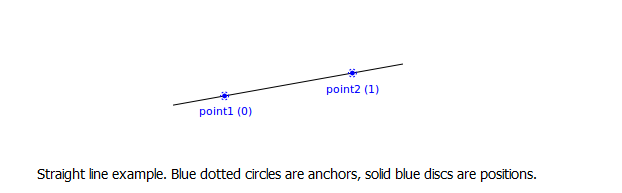 point2 (1)
point1 (0)
Straight line example. Blue dotted circles are anchors, solid blue discs are positions.